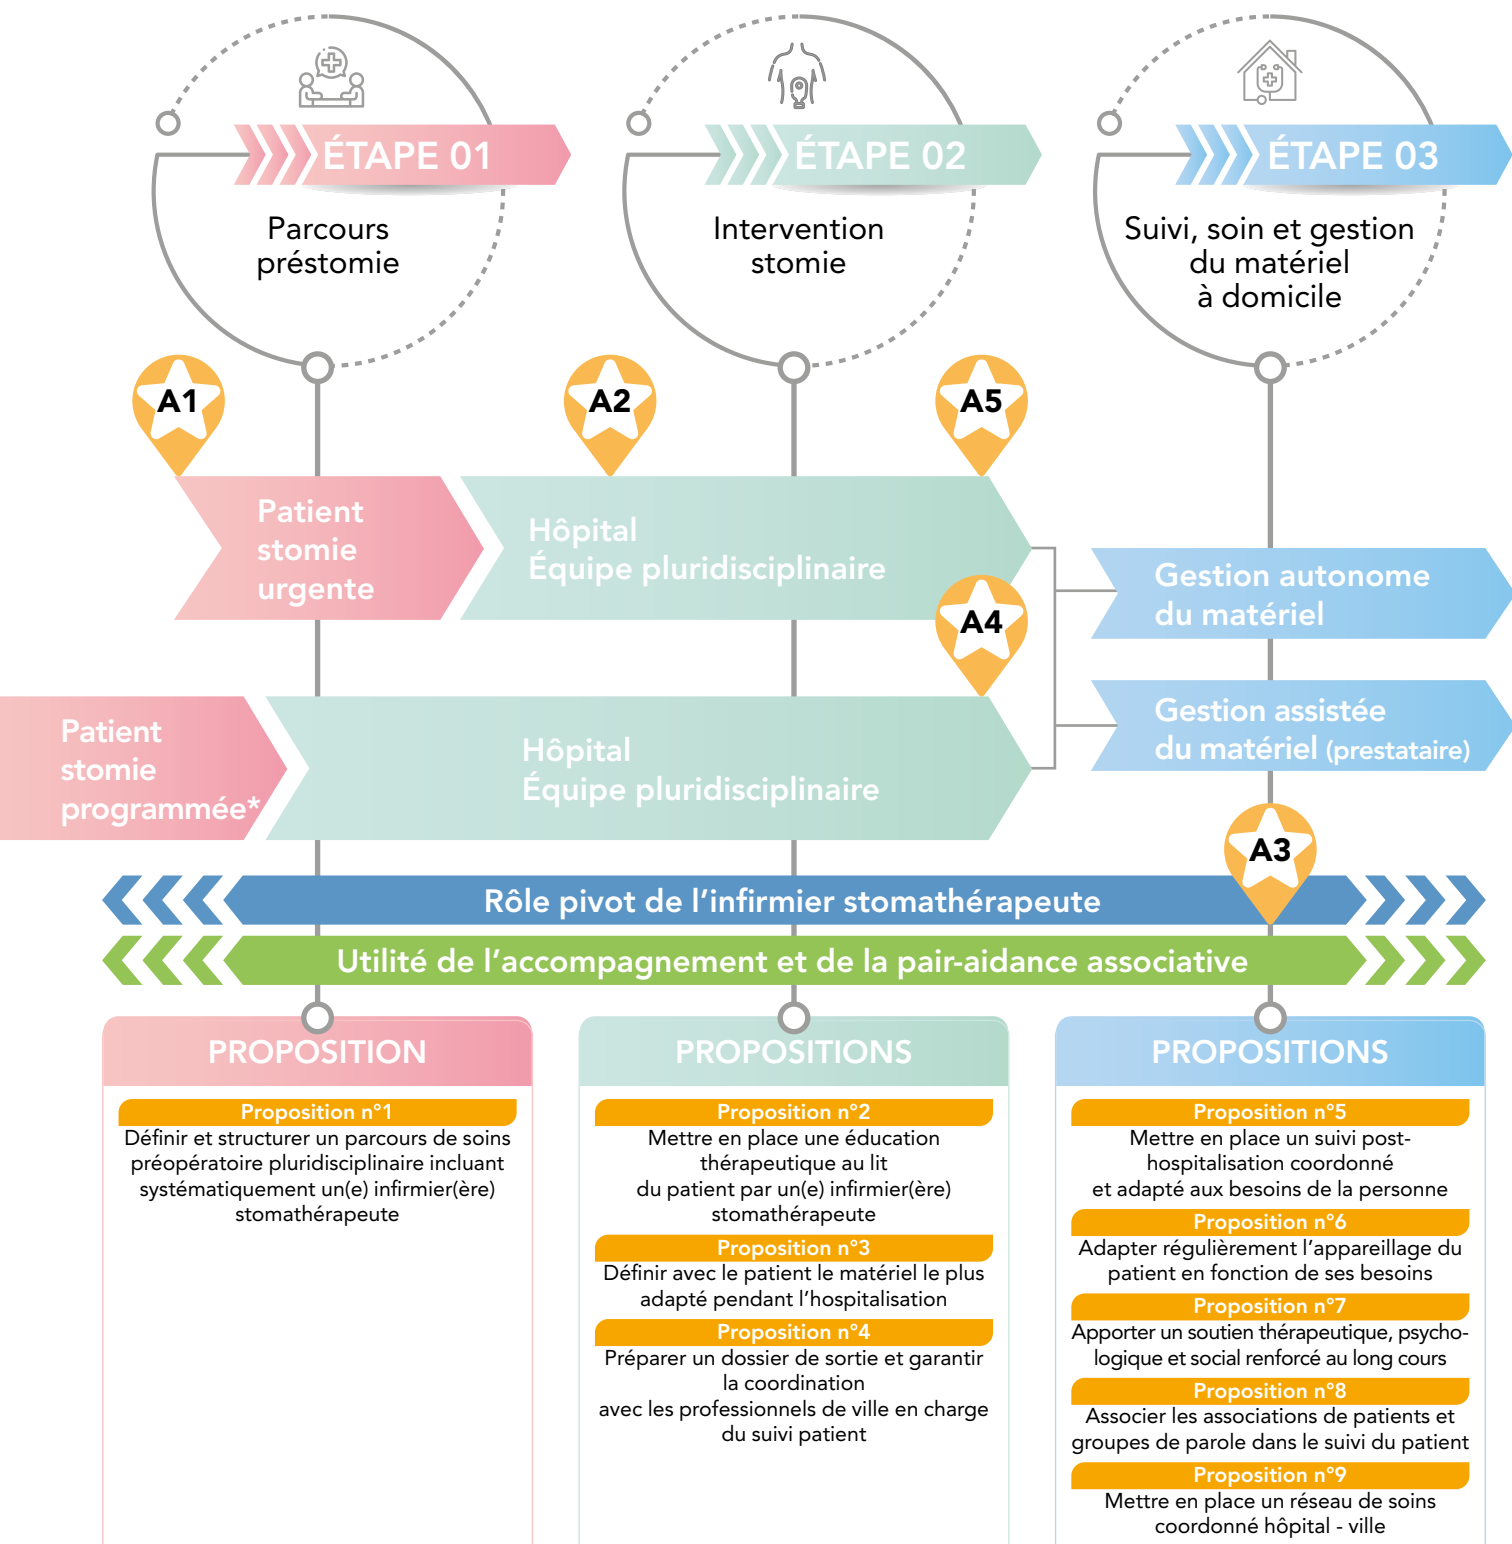 ÉTAPE 01
Parcours
préstomie
ÉTAPE 02
Intervention
stomie
ÉTAPE 03
Suivi, soin et gestion
du matériel
à domicile
A1
A2
A5
Patient
stomie
urgente
Hôpital
Équipe pluridisciplinaire
A4
Gestion autonome
du matériel
Patient
stomie
programmée*
Hôpital
Équipe pluridisciplinaire
Gestion assistée
du matériel (prestataire)
A3
Rôle pivot de l’infirmier stomathérapeute
Utilité de l’accompagnement et de la pair-aidance associative
PROPOSITION
Proposition n°1
Définir et structurer un parcours de soins
préopératoire pluridisciplinaire incluant
systématiquement un(e) infirmier(ère)
stomathérapeute
PROPOSITIONS
Proposition n°2
Mettre en place une éducation
thérapeutique au lit
du patient par un(e) infirmier(ère)
stomathérapeute
Proposition n°3
Définir avec le patient le matériel le plus
adapté pendant l’hospitalisation
Proposition n°4
Préparer un dossier de sortie et garantir
la coordination
avec les professionnels de ville en charge
du suivi patient
PROPOSITIONS
Proposition n°5
Mettre en place un suivi post-
hospitalisation coordonné
et adapté aux besoins de la personne
Proposition n°6
Adapter régulièrement l’appareillage du
patient en fonction de ses besoins
Proposition n°7
Apporter un soutien thérapeutique, psycho-
logique et social renforcé au long cours
Proposition n°8
Associer les associations de patients et
groupes de parole dans le suivi du patient
Proposition n°9
Mettre en place un réseau de soins
coordonné hôpital - ville